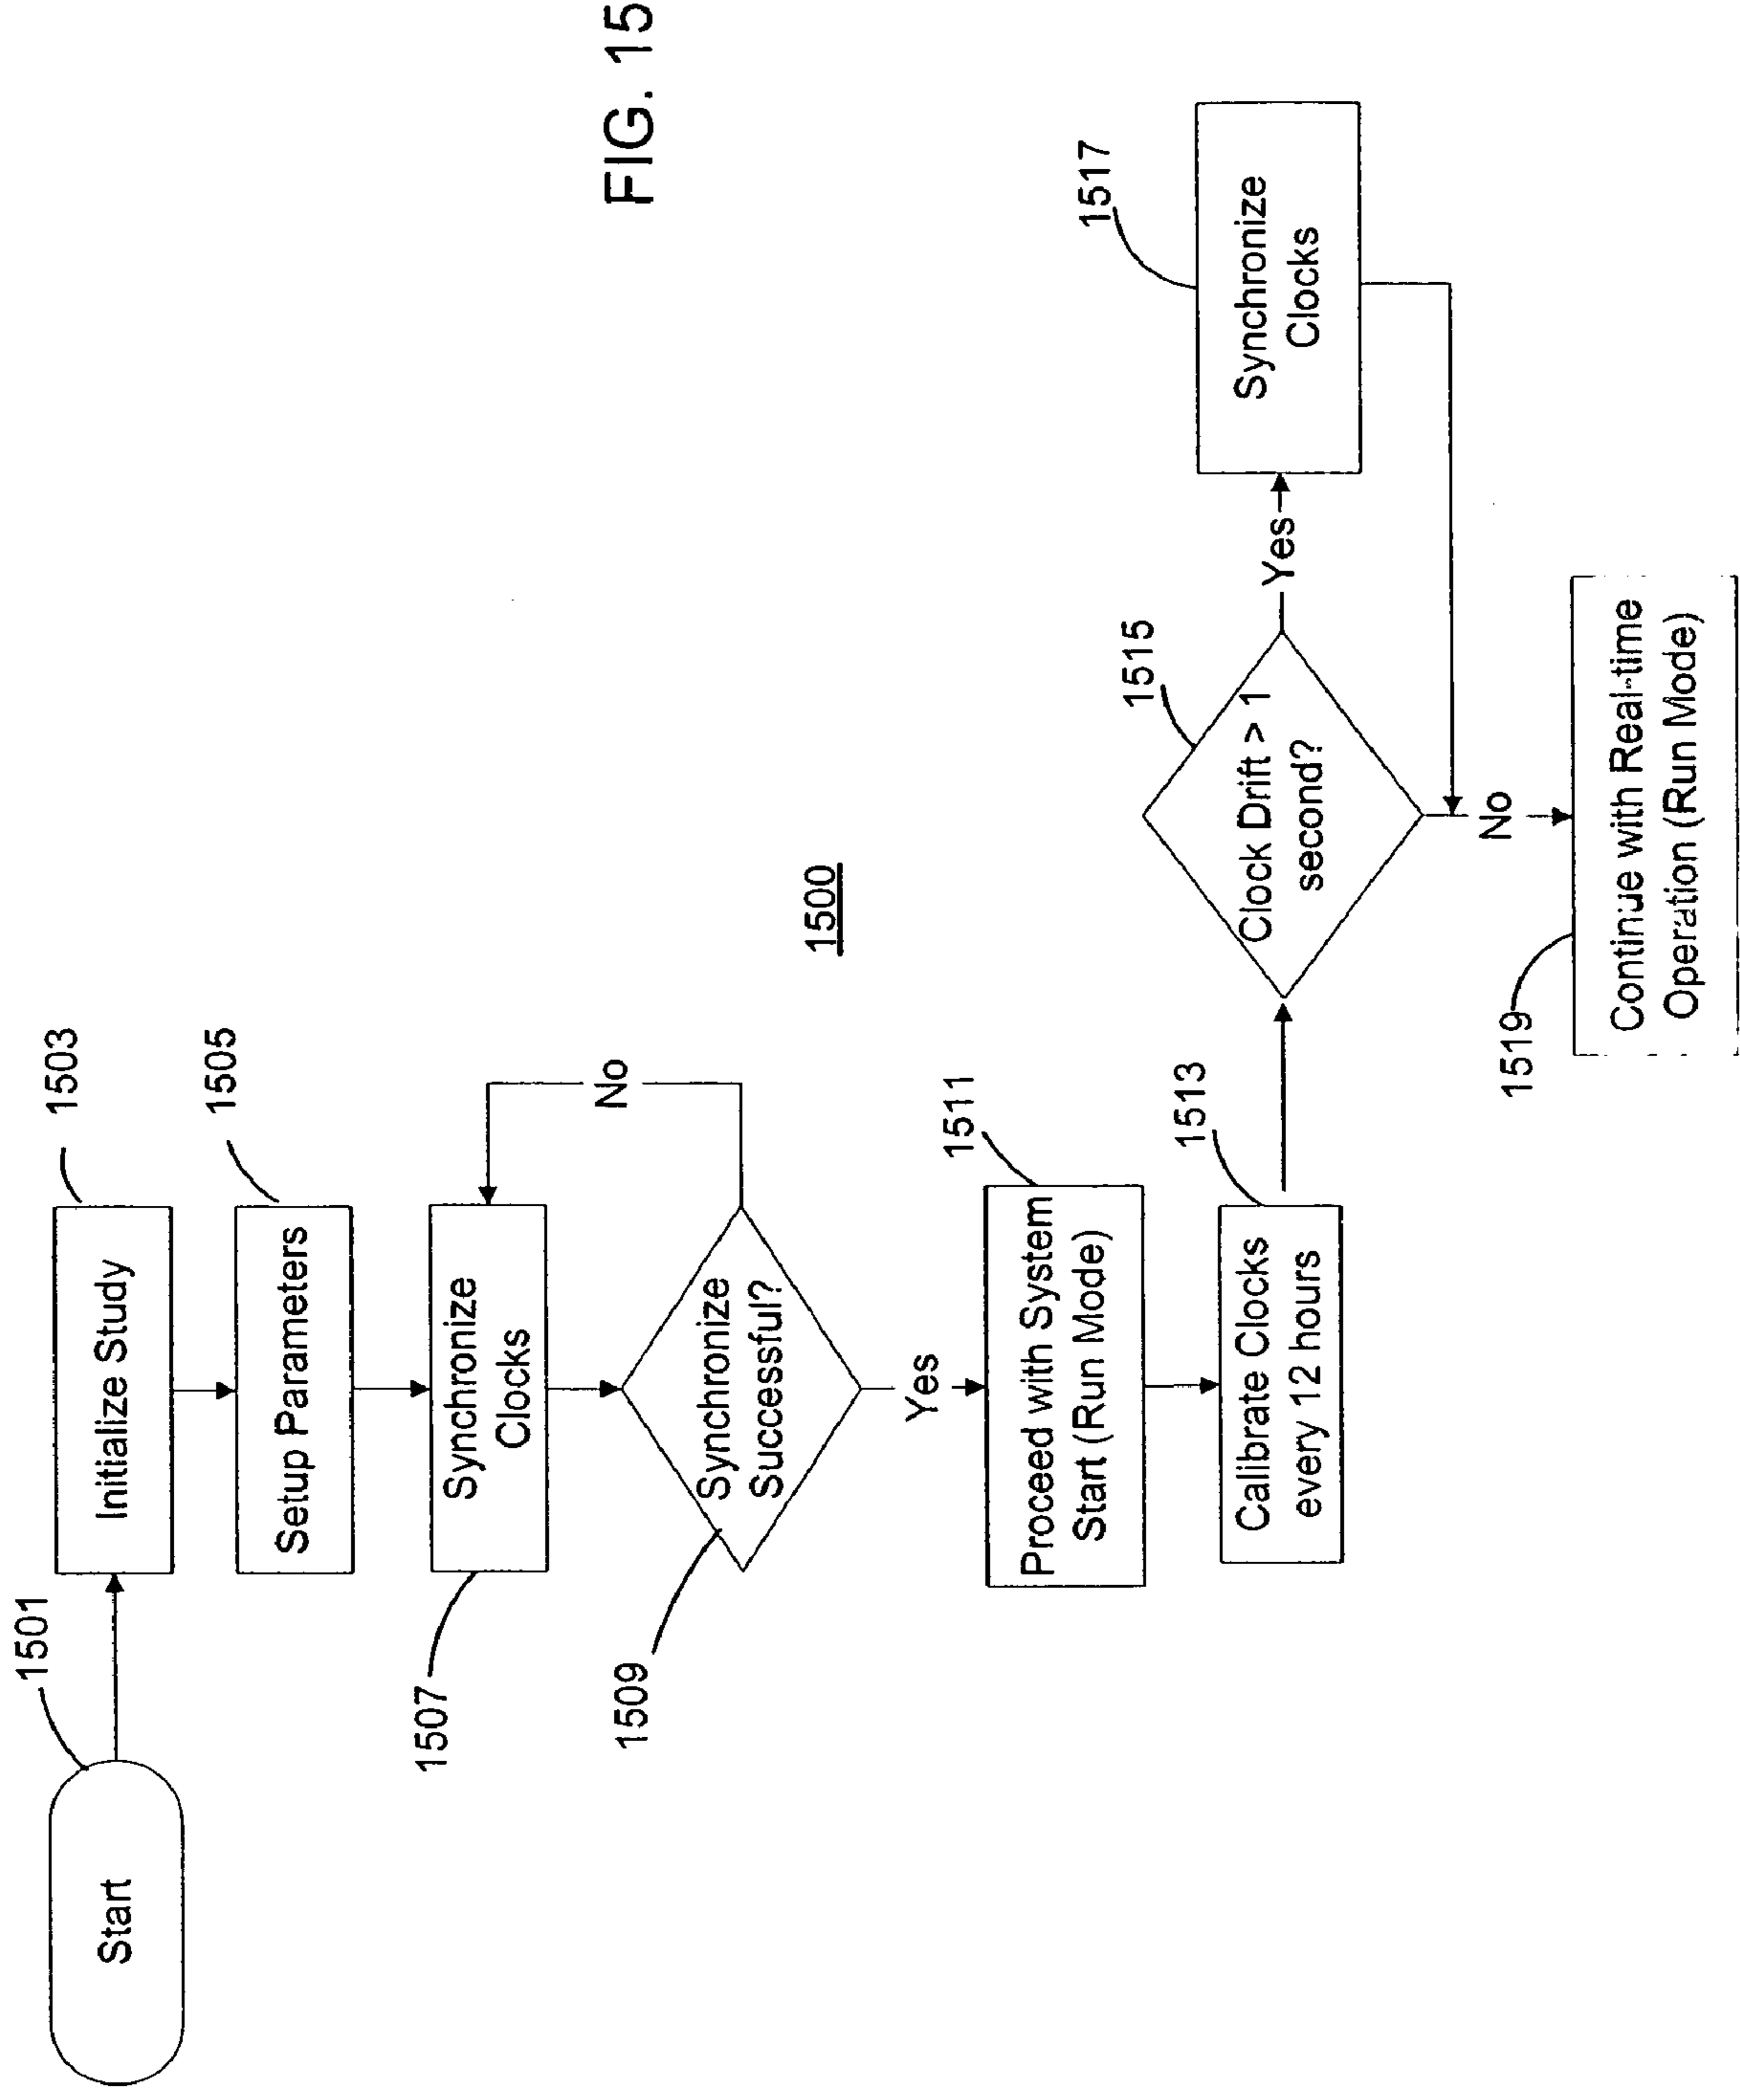 FIG. 15
1500
1501
Start
1503
Initialize Study
1505
Setup Parameters
1507
Synchronize
Clocks
1509
Synchronize
Successful?
No
Yes
1511
Proceed with System
Start (Run Mode)
1513
Calibrate Clocks
every 12 hours
1515
Clock Drift > 1
second?
Yes
1517
Synchronize
Clocks
No
1519
Continue with Real-time
Operation (Run Mode)